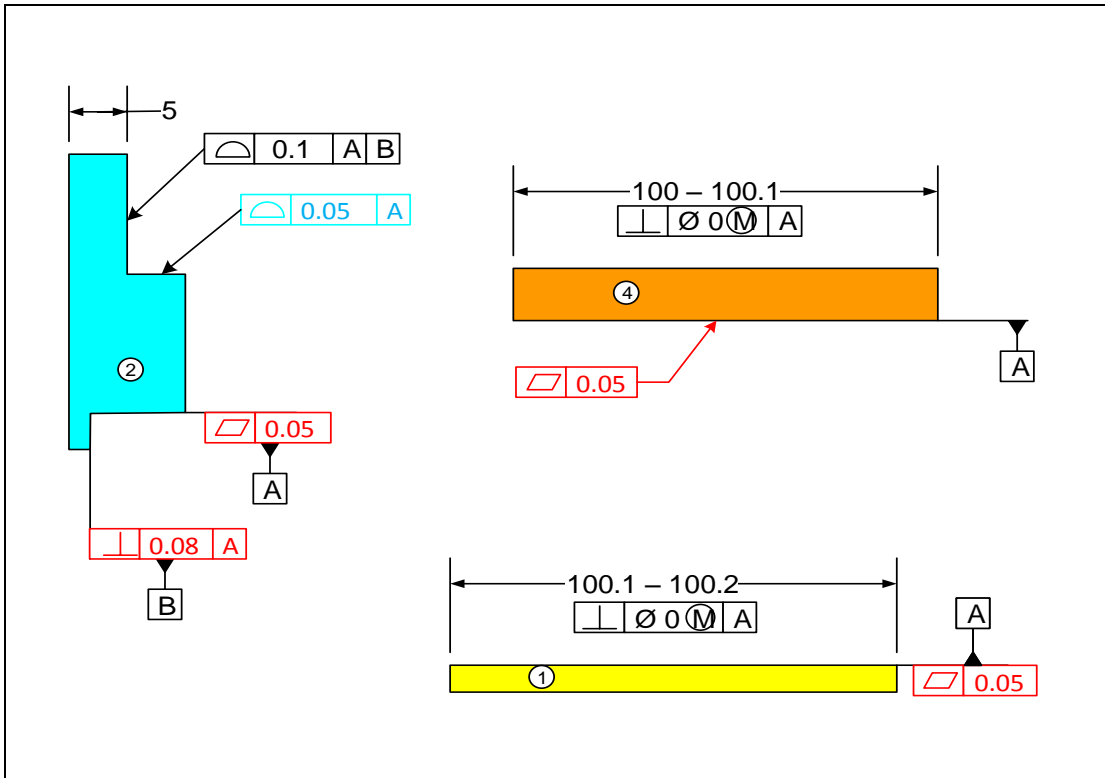 5
⌓ 0.1 A B
⌓ 0.05 A
2
⏥ 0.05
A
⊥ 0.08 A
B
100 – 100.1
⊥ Ø 0 Ⓜ A
4
⏥ 0.05
A
100.1 – 100.2
⊥ Ø 0 Ⓜ A
A
1
⏥ 0.05